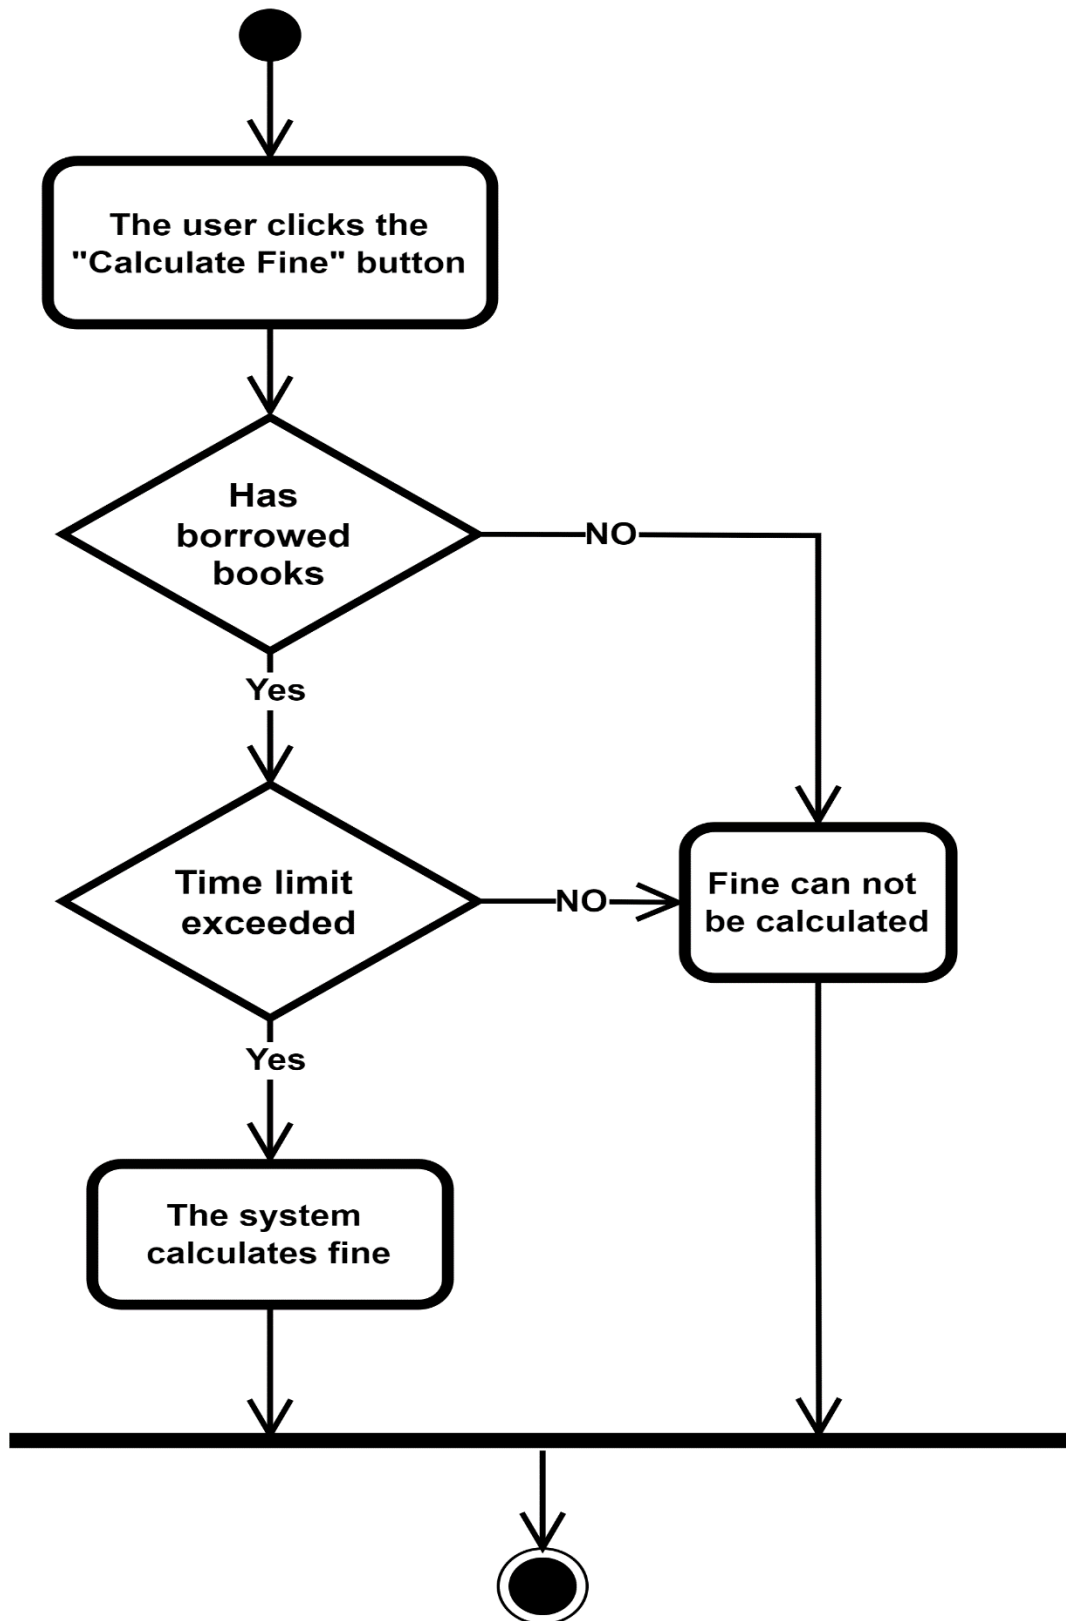 The user clicks the
"Calculate Fine" button
Has
borrowed
books
NO
Yes
Time limit
exceeded
NO
Fine can not
be calculated
Yes
The system
calculates fine